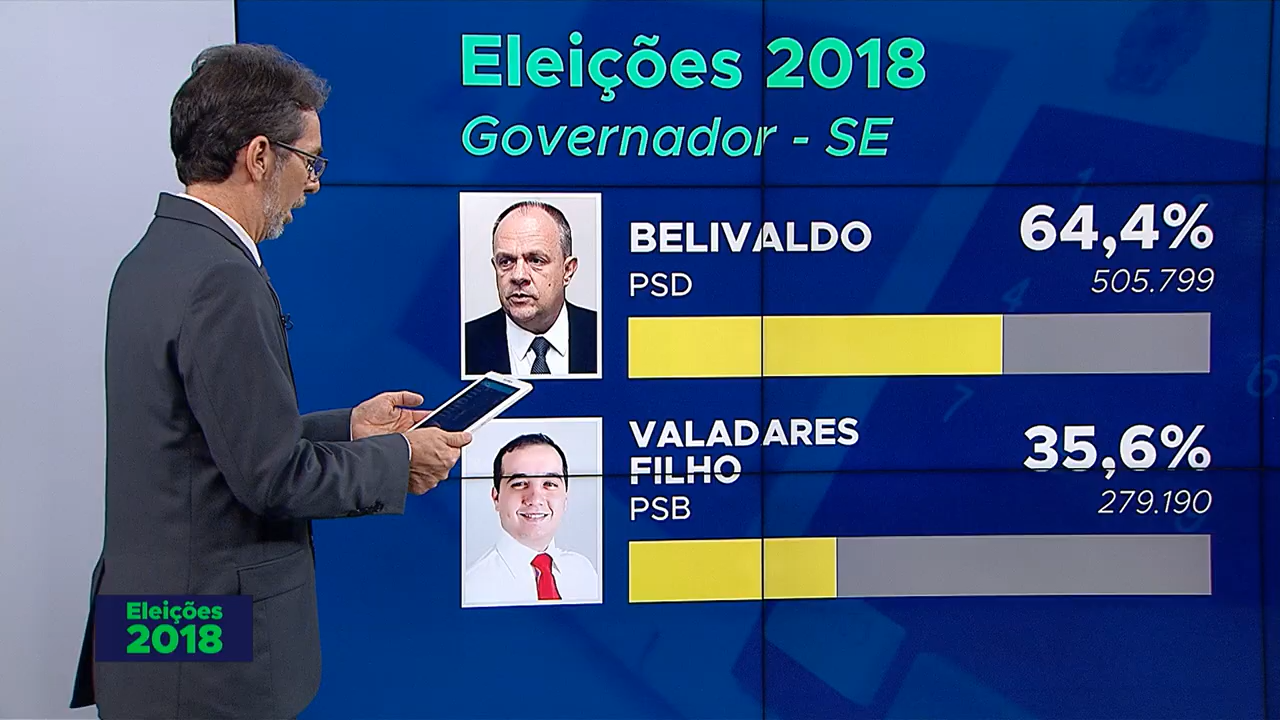 Eleições 2018
Governador - SE
BELIVALDO
PSD
64,4%
505.799
VALADARES
FILHO
PSB
35,6%
279.190
Eleições
2018